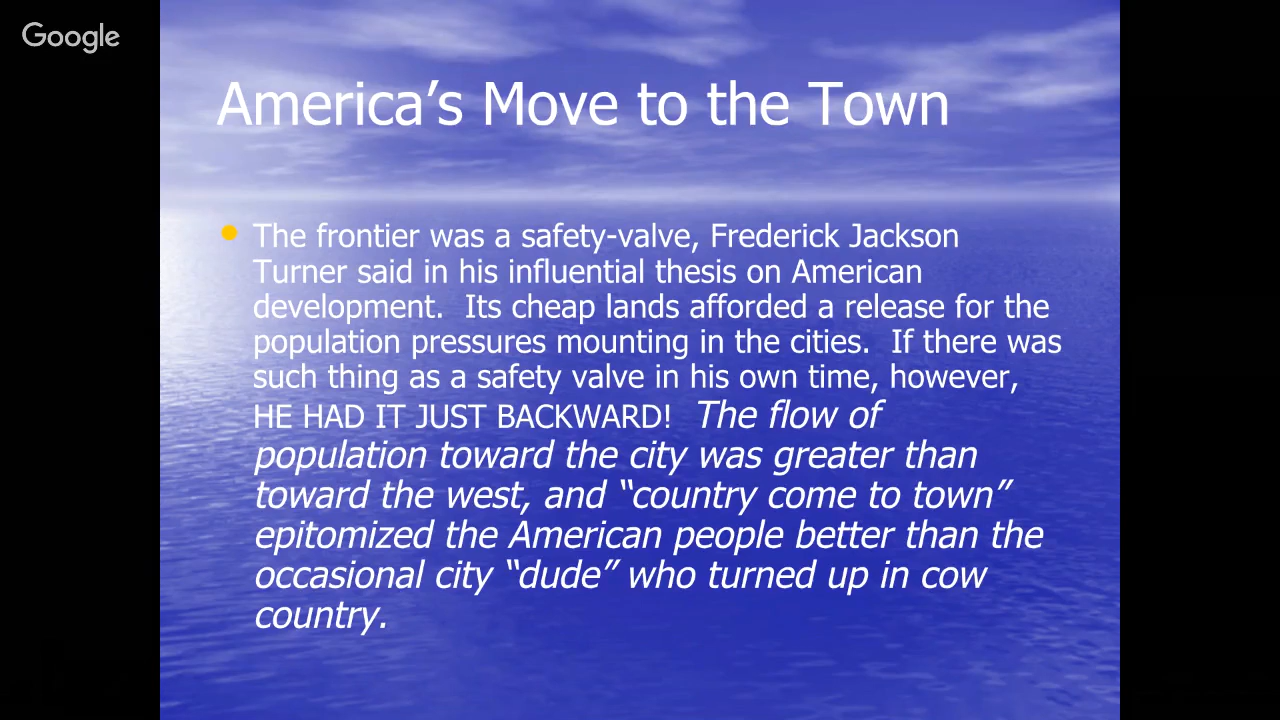 Google
America’s Move to the Town
The frontier was a safety-valve, Frederick Jackson
Turner said in his influential thesis on American
development.  Its cheap lands afforded a release for the
population pressures mounting in the cities.  If there was
such thing as a safety valve in his own time, however,
HE HAD IT JUST BACKWARD!  The flow of
population toward the city was greater than
toward the west, and “country come to town”
epitomized the American people better than the
occasional city “dude” who turned up in cow
country.